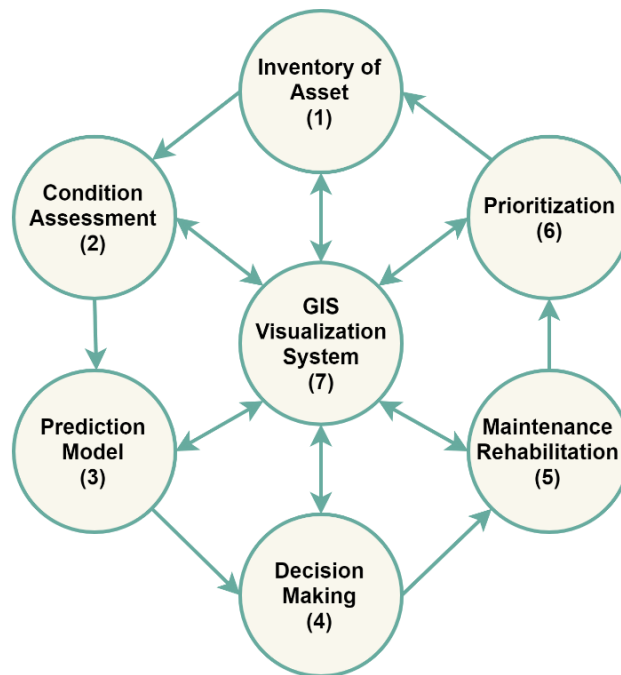 Inventory of
Asset
(1)
Condition
Assessment
(2)
Prioritization
(6)
GIS
Visualization
System
(7)
Prediction
Model
(3)
Maintenance
Rehabilitation
(5)
Decision
Making
(4)